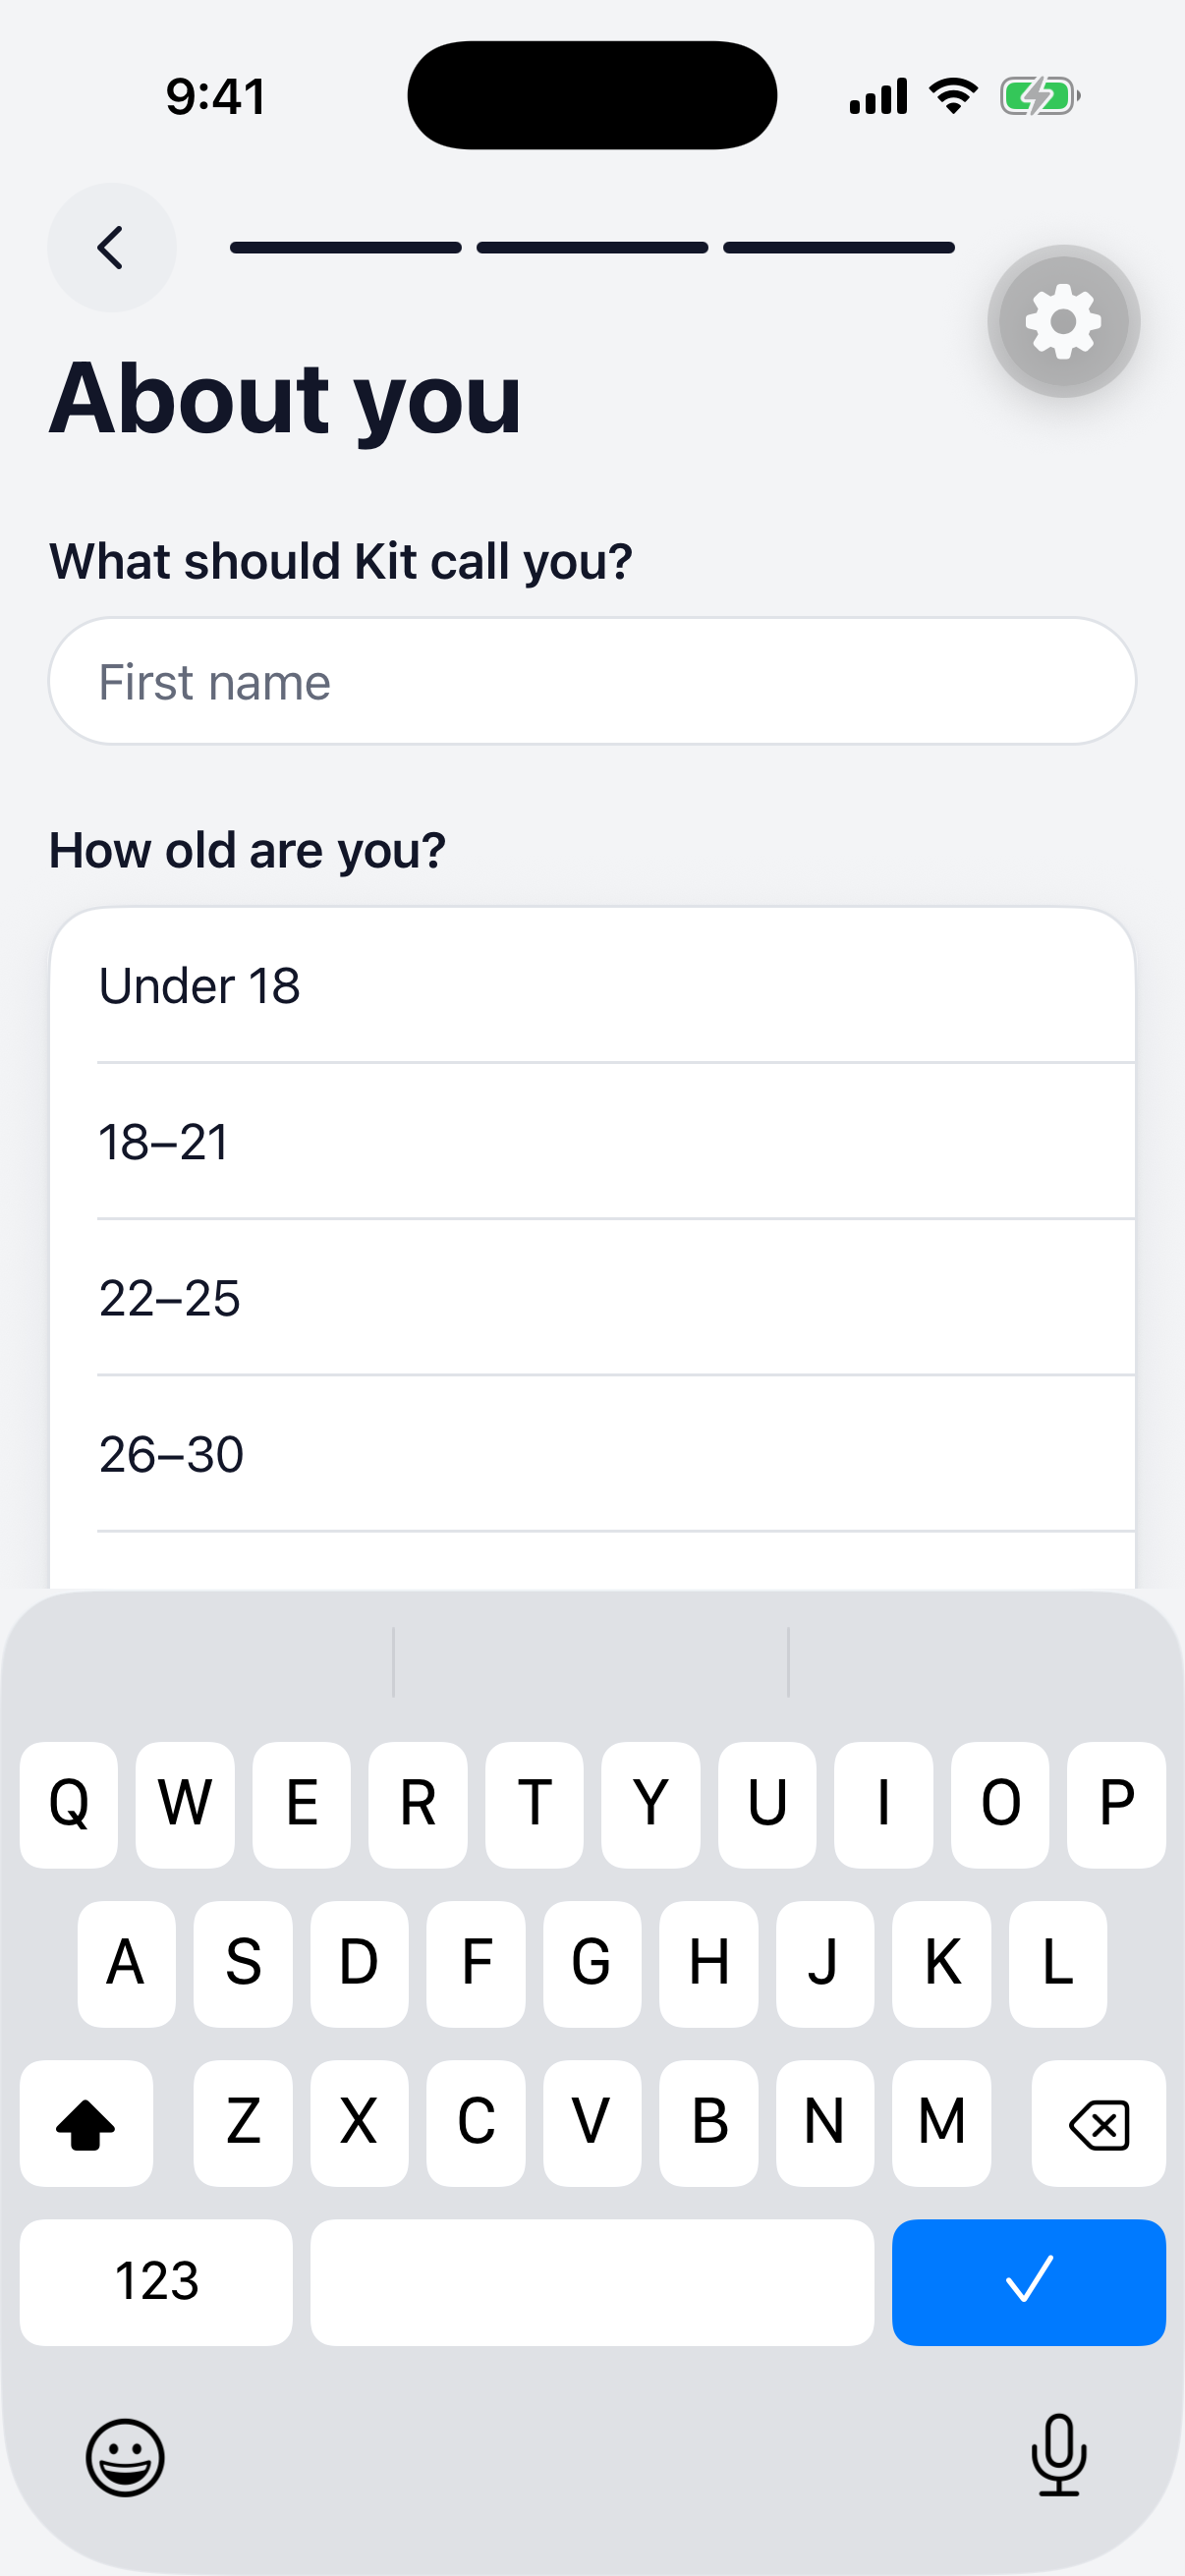 9:41
About you
What should Kit call you?
First name
How old are you?
Under 18
18–21
22–25
26–30
Q W E R T Y U I O P
A S D F G H J K L
Z X C V B N M
123